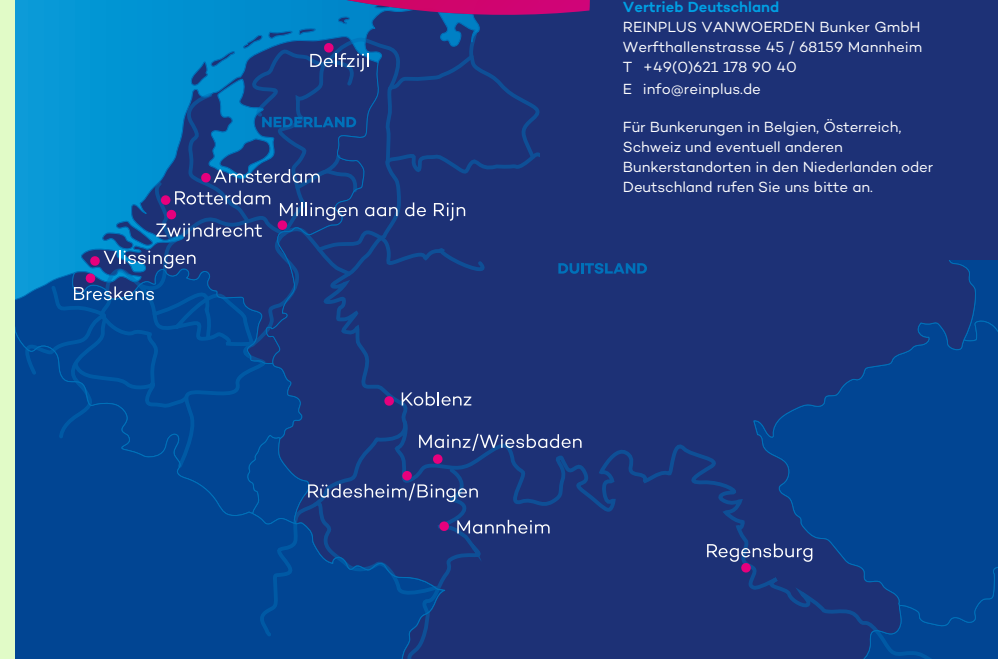 Vertrieb Deutschland
REINPLUS VANWOERDEN Bunker GmbH
Werfthallenstrasse 45 / 68159 Mannheim
T +49(0)621 178 90 40
E info@reinplus.de
Für Bunkerungen in Belgien, Österreich,
Schweiz und eventuell anderen
Bunkerstandorten in den Niederlanden oder
Deutschland rufen Sie uns bitte an.
Delfzijl
NEDERLAND
Amsterdam
Rotterdam
Millingen aan de Rijn
Zwijndrecht
Vlissingen
DUITSLAND
Breskens
Koblenz
Mainz/Wiesbaden
Rüdesheim/Bingen
Mannheim
Regensburg